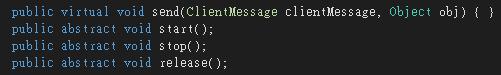 public virtual void send(ClientMessage clientMessage, Object obj) { }
public abstract void start();
public abstract void stop();
public abstract void release();